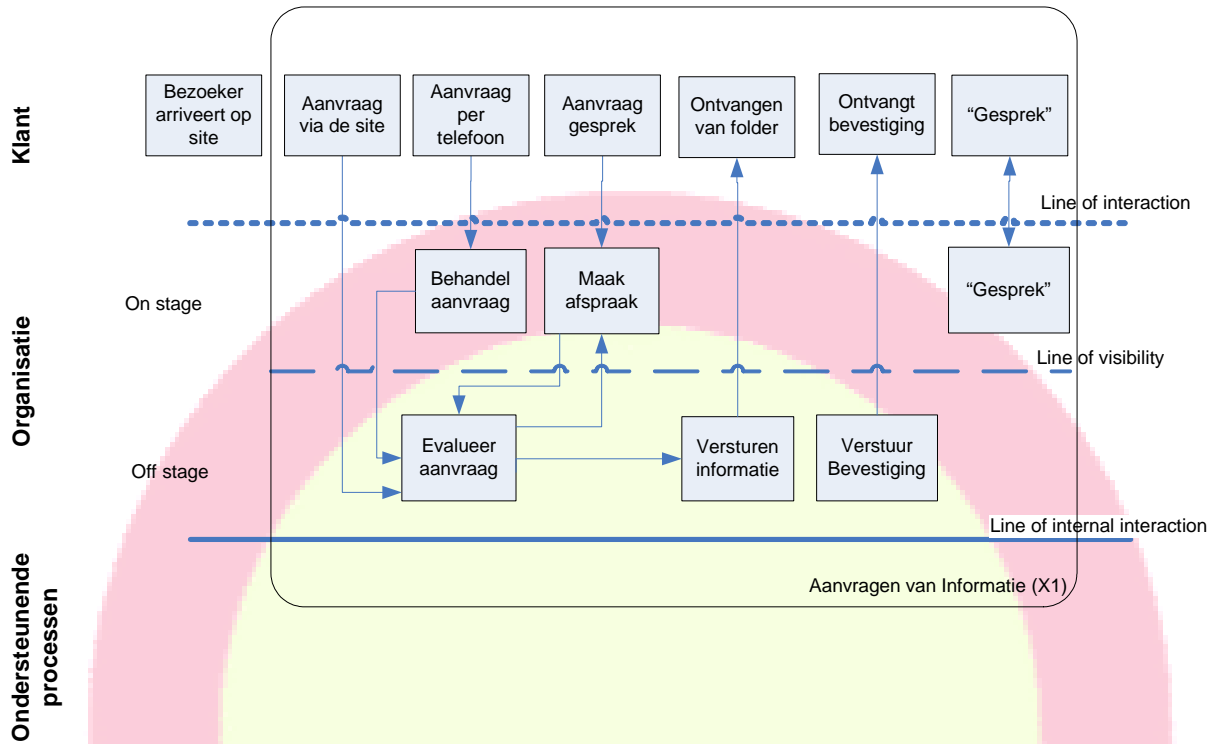 Klant
Bezoeker
arriveert op
site
Aanvraag
via de site
Aanvraag
per
telefoon
Aanvraag
gesprek
Ontvangen
van folder
Ontvangt
bevestiging
“Gesprek”
Line of interaction
Organisatie
On stage
Behandel
aanvraag
Maak
afspraak
“Gesprek”
Line of visibility
Off stage
Evalueer
aanvraag
Versturen
informatie
Verstuur
Bevestiging
Line of internal interaction
Ondersteunende
processen
Aanvragen van Informatie (X1)